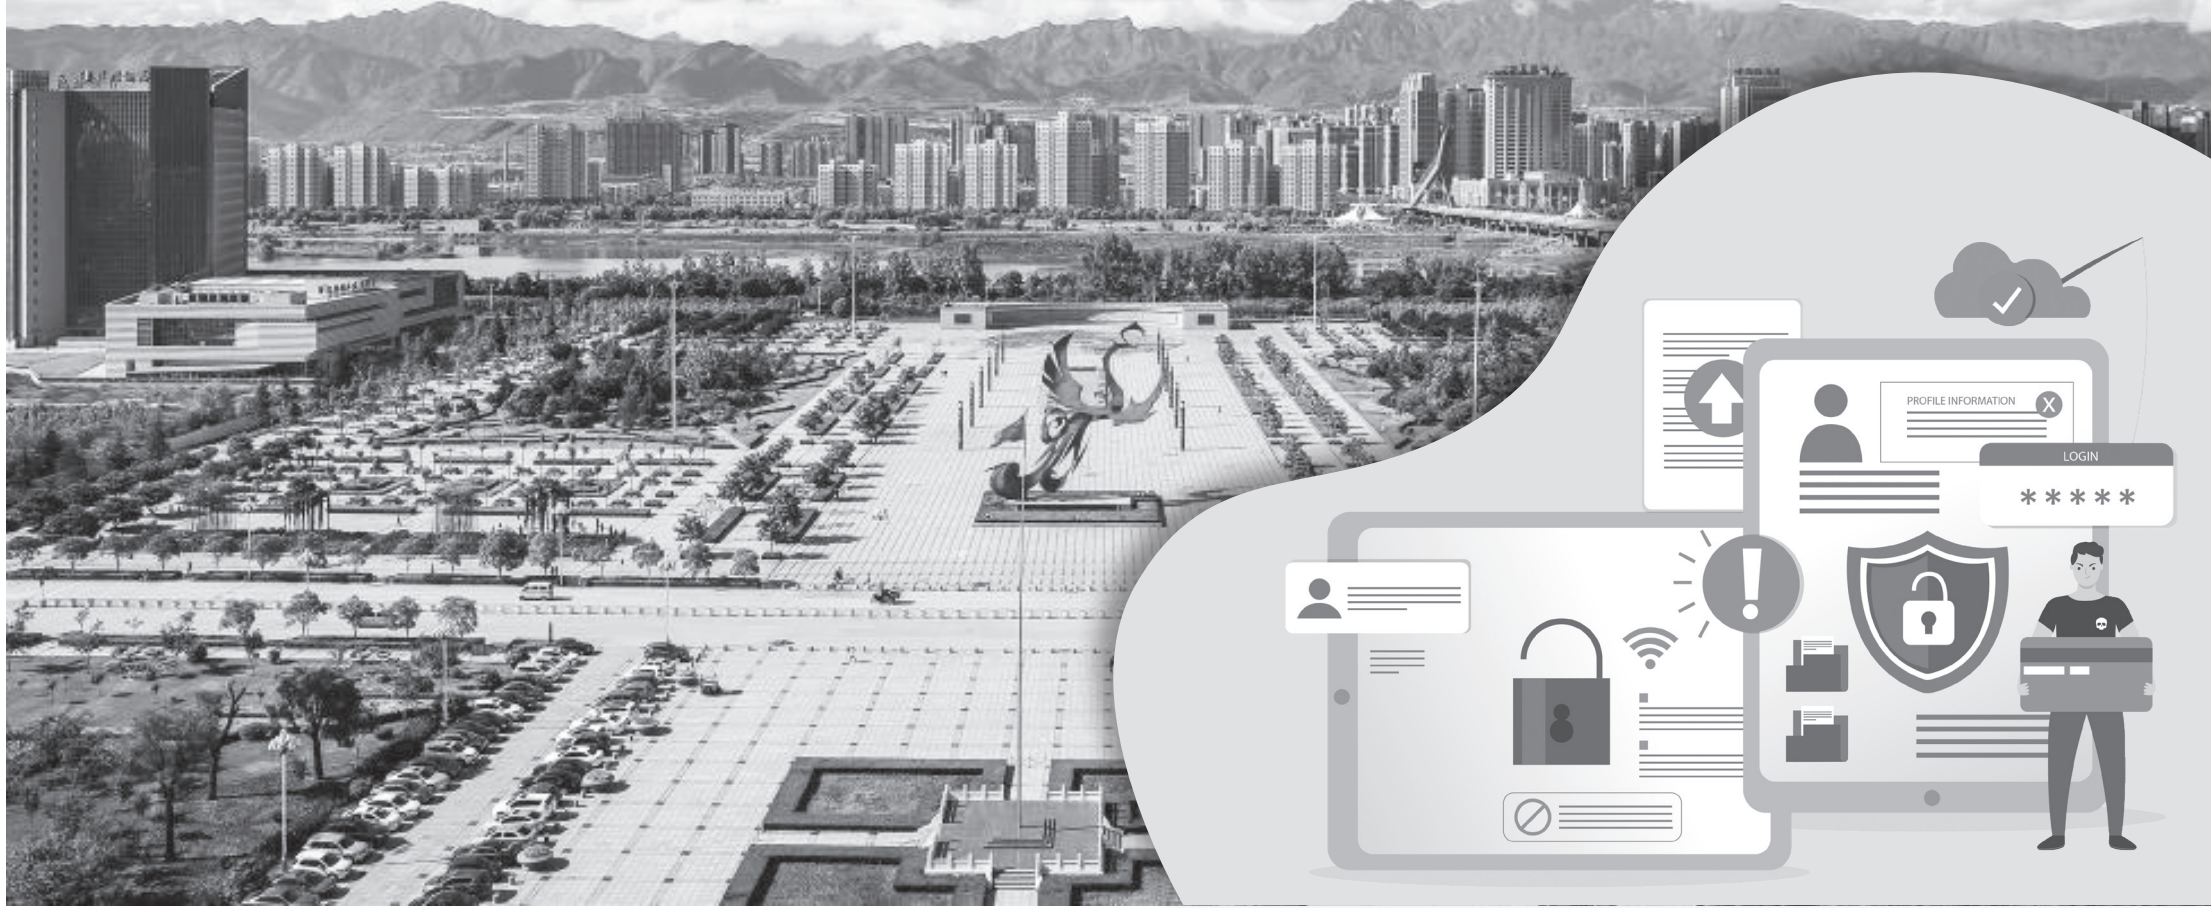 PROFILE INFORMATION
X
LOGIN
*****